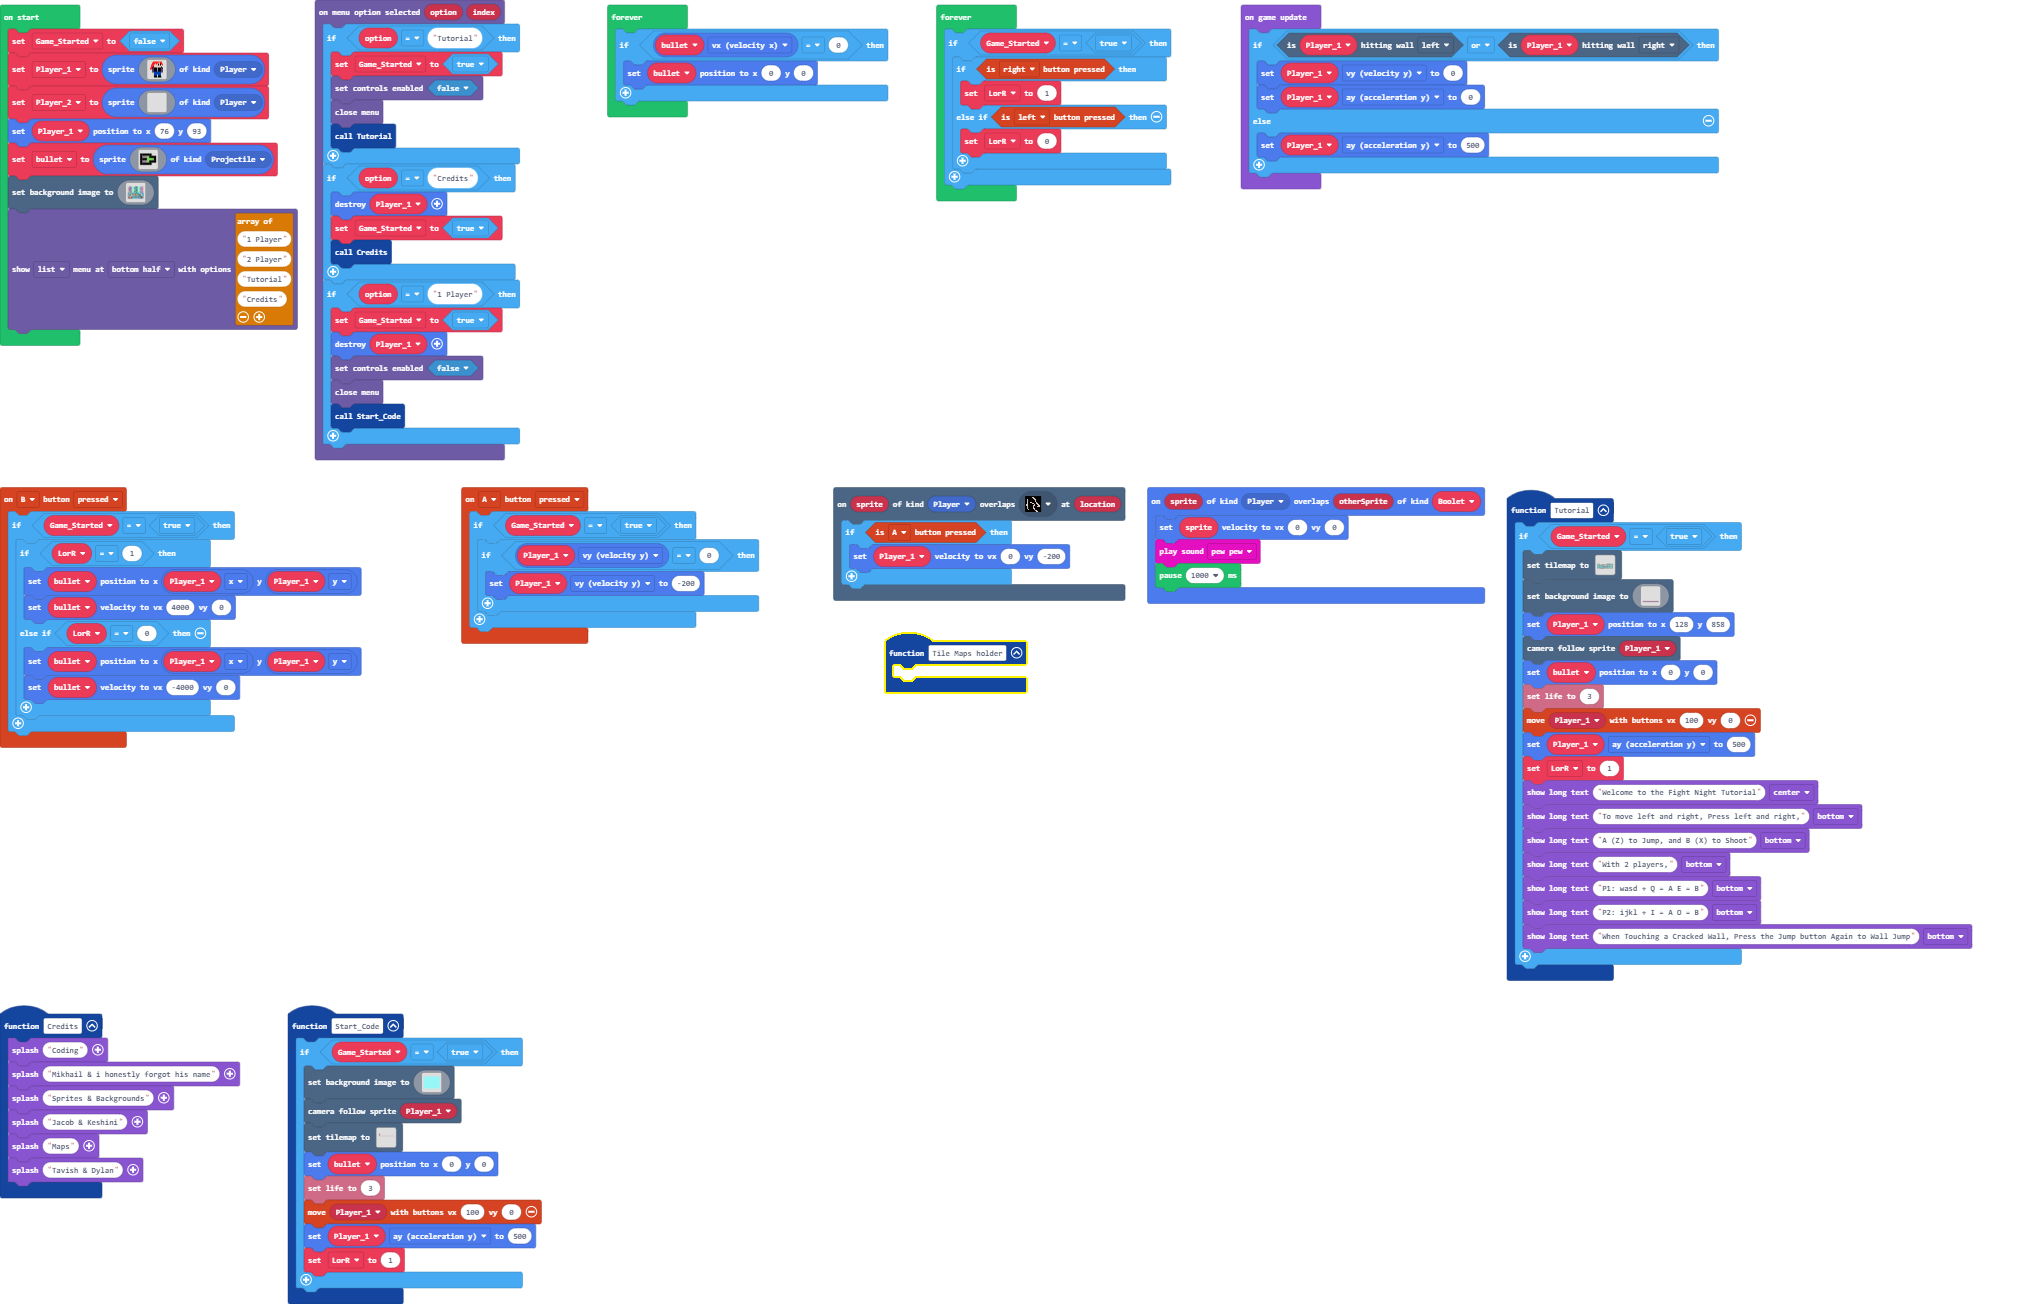 on start
set Game_Started to false
set Player_1 to sprite of kind Player
set Player_2 to sprite of kind Player
set Player_1 position to x 76 y 93
set bullet to sprite of kind Projectile
set background image to
show list menu at bottom half with options
array of
"1 Player"
"2 Player"
"Tutorial"
"Credits"
on menu option selected option index
if option = "Tutorial" then
set Game_Started to true
set controls enabled false
close menu
call Tutorial
if option = "Credits" then
destroy Player_1
set Game_Started to true
call Credits
if option = "1 Player" then
set Game_Started to true
destroy Player_1
set controls enabled false
close menu
call Start_Code
forever
if bullet vx (velocity x) = 0 then
set bullet position to x 0 y 0
forever
if Game_Started = true then
if is right button pressed then
set LorR to 1
else if is left button pressed then
set LorR to 0
on game update
if is Player_1 hitting wall left or is Player_1 hitting wall right then
set Player_1 vy (velocity y) to 0
set Player_1 ay (acceleration y) to 0
else
set Player_1 ay (acceleration y) to 500
on B button pressed
if Game_Started = true then
if LorR = 1 then
set bullet position to x Player_1 x y Player_1 y
set bullet velocity to vx 4000 vy 0
else if LorR = 0 then
set bullet position to x Player_1 x y Player_1 y
set bullet velocity to vx -4000 vy 0
on A button pressed
if Game_Started = true then
if Player_1 vy (velocity y) = 0 then
set Player_1 vy (velocity y) to -200
on sprite of kind Player overlaps at location
if is A button pressed then
set Player_1 velocity to vx 0 vy -200
function Tile Maps holder
on sprite of kind Player overlaps otherSprite of kind Boolet
set sprite velocity to vx 0 vy 0
play sound pew pew
pause 1000 ms
function Tutorial
if Game_Started = true then
set tilemap to
set background image to
set Player_1 position to x 128 y 858
camera follow sprite Player_1
set bullet position to x 0 y 0
set life to 3
move Player_1 with buttons vx 100 vy 0
set Player_1 ay (acceleration y) to 500
set LorR to 1
show long text "Welcome to the Fight Night Tutorial" center
show long text "To move left and right, Press left and right," bottom
show long text "A (Z) to Jump, and B (X) to Shoot" bottom
show long text "With 2 players," bottom
show long text "P1: wasd + Q = A E = B" bottom
show long text "P2: ijkl + I = A O = B" bottom
show long text "When Touching a Cracked Wall, Press the Jump button Again to Wall Jump" bottom
function Credits
splash "Coding"
splash "Mikhail & i honestly forgot his name"
splash "Sprites & Backgrounds"
splash "Jacob & Keshini"
splash "Maps"
splash "Tavish & Dylan"
function Start_Code
if Game_Started = true then
set background image to
camera follow sprite Player_1
set tilemap to
set bullet position to x 0 y 0
set life to 3
move Player_1 with buttons vx 100 vy 0
set Player_1 ay (acceleration y) to 500
set LorR to 1